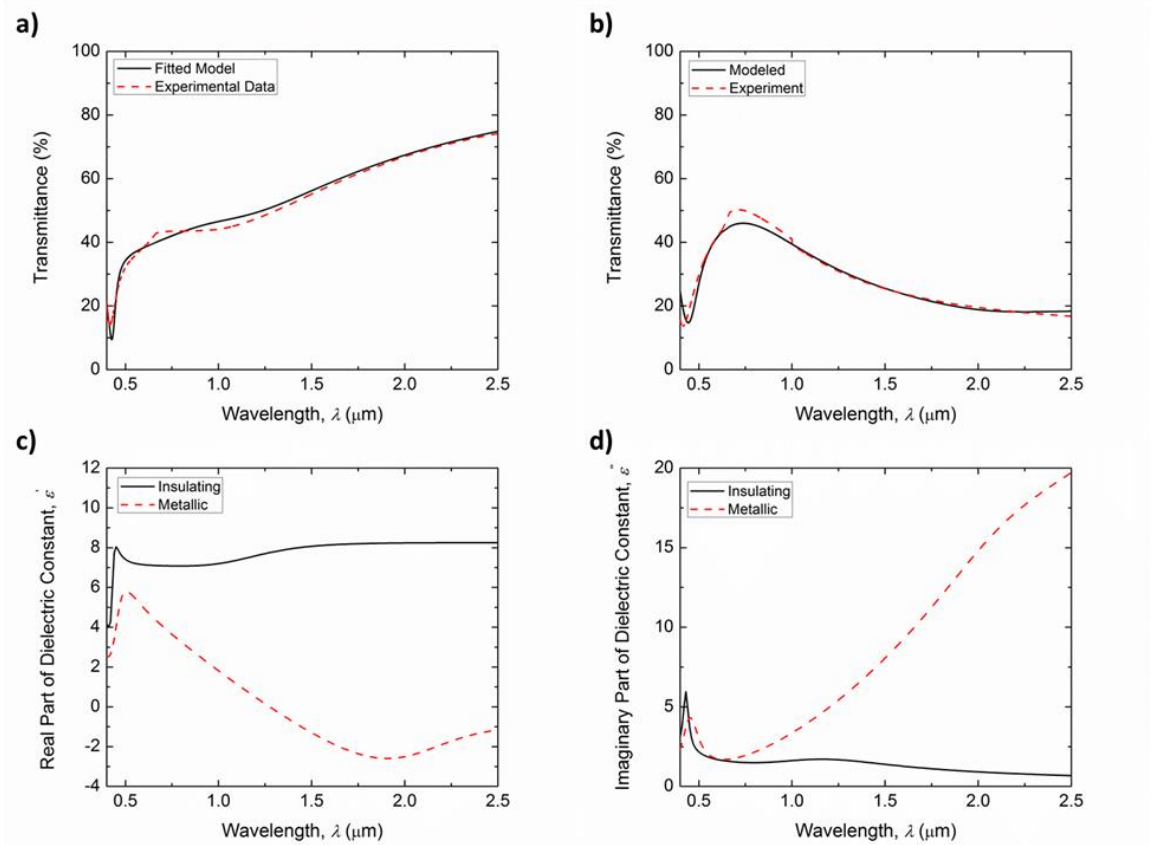 a)
100
80
60
40
20
0
Transmittance (%)
Fitted Model
Experimental Data
0.5 1.0 1.5 2.0 2.5
Wavelength, λ (μm)
b)
100
80
60
40
20
0
Transmittance (%)
Modeled
Experiment
0.5 1.0 1.5 2.0 2.5
Wavelength, λ (μm)
c)
12
10
8
6
4
2
0
-2
-4
Real Part of Dielectric Constant, ε'
Insulating
Metallic
0.5 1.0 1.5 2.0 2.5
Wavelength, λ (μm)
d)
20
15
10
5
0
Imaginary Part of Dielectric Constant, ε"
Insulating
Metallic
0.5 1.0 1.5 2.0 2.5
Wavelength, λ (μm)